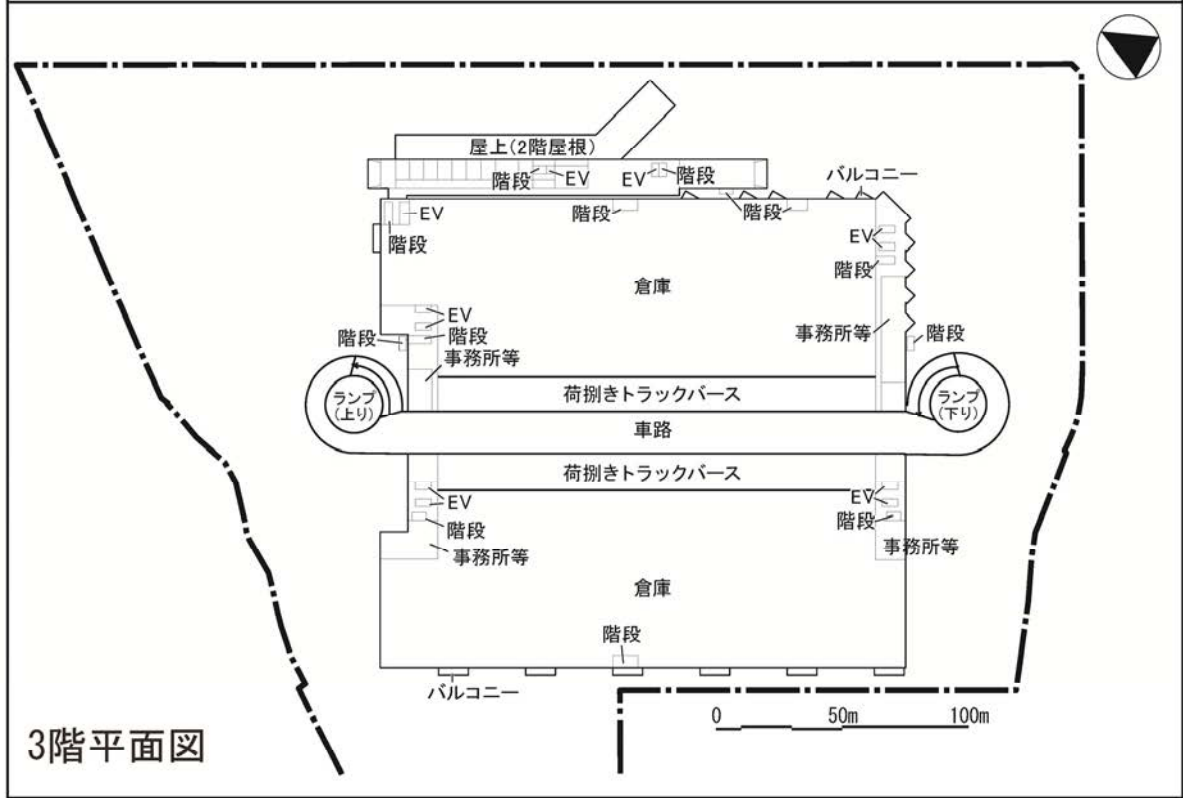 屋上(2階屋根)
階段
EV
EV
階段
バルコニー
EV
階段
階段
階段
EV
階段
倉庫
EV
階段
階段
事務所等
事務所等
階段
荷捌きトラックバース
ランプ
(上り)
車路
ランプ
(下り)
荷捌きトラックバース
EV
階段
事務所等
EV
階段
事務所等
倉庫
階段
バルコニー
0 50m 100m
3階平面図